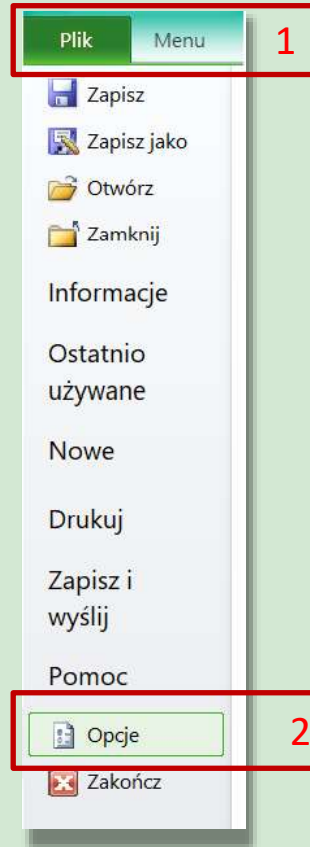 Plik Menu 1
Zapisz
Zapisz jako
Otwórz
Zamknij
Informacje
Ostatnio
używane
Nowe
Drukuj
Zapisz i
wyślij
Pomoc
Opcje 2
Zakończ